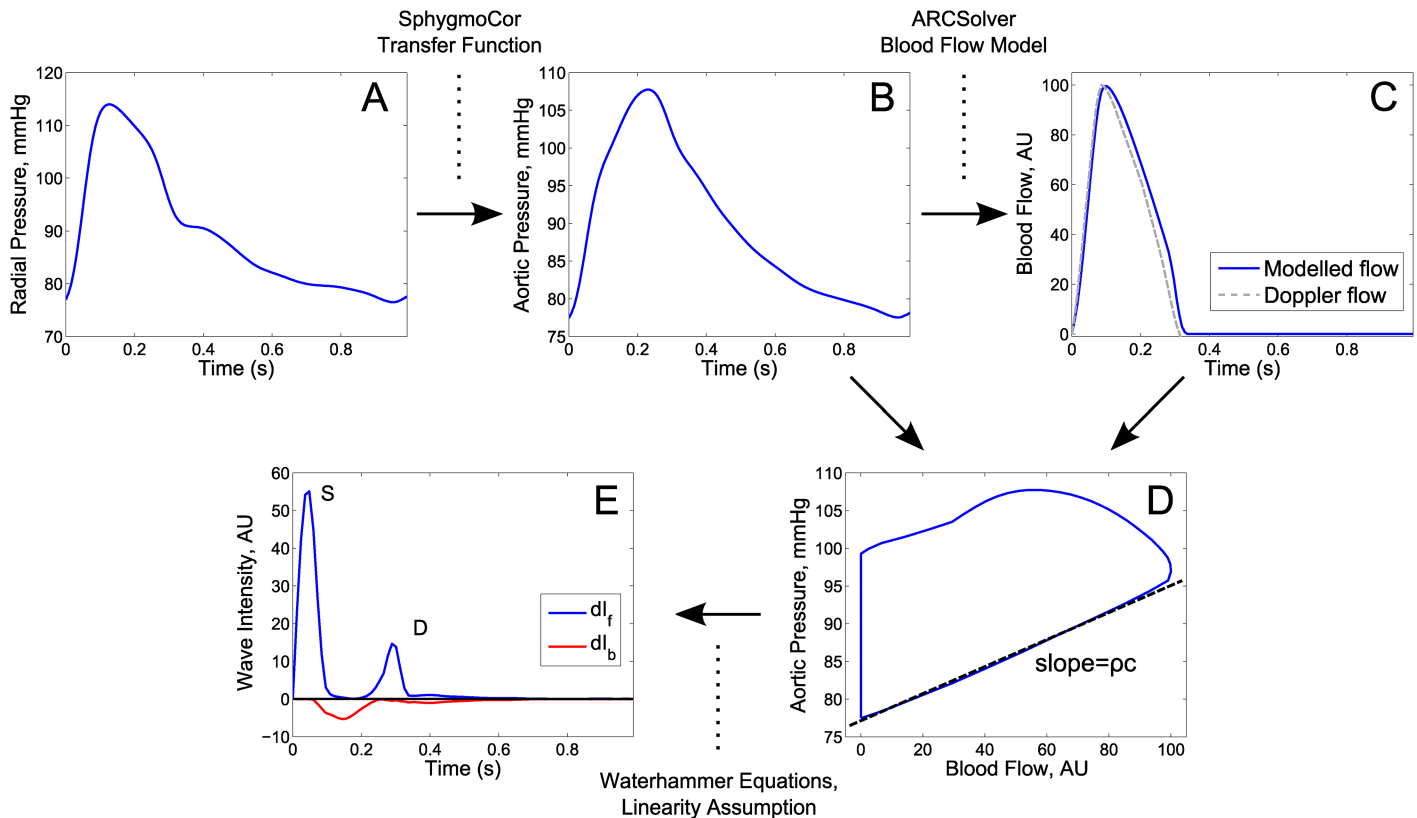 SphygmoCor
Transfer Function
ARCSolver
Blood Flow Model
A
Radial Pressure, mmHg
120
110
100
90
80
70
0 0.2 0.4 0.6 0.8
Time (s)
B
Aortic Pressure, mmHg
110
105
100
95
90
85
80
75
0 0.2 0.4 0.6 0.8
Time (s)
C
Blood Flow, AU
100
80
60
40
20
0
Modelled flow
Doppler flow
0 0.2 0.4 0.6 0.8
Time (s)
E
Wave Intensity, AU
60
50
40
30
20
10
0
−10
S
D
dIf
dIb
0 0.2 0.4 0.6 0.8
Time (s)
D
Aortic Pressure, mmHg
110
105
100
95
90
85
80
75
slope=ρc
0 20 40 60 80 100
Blood Flow, AU
Waterhammer Equations,
Linearity Assumption